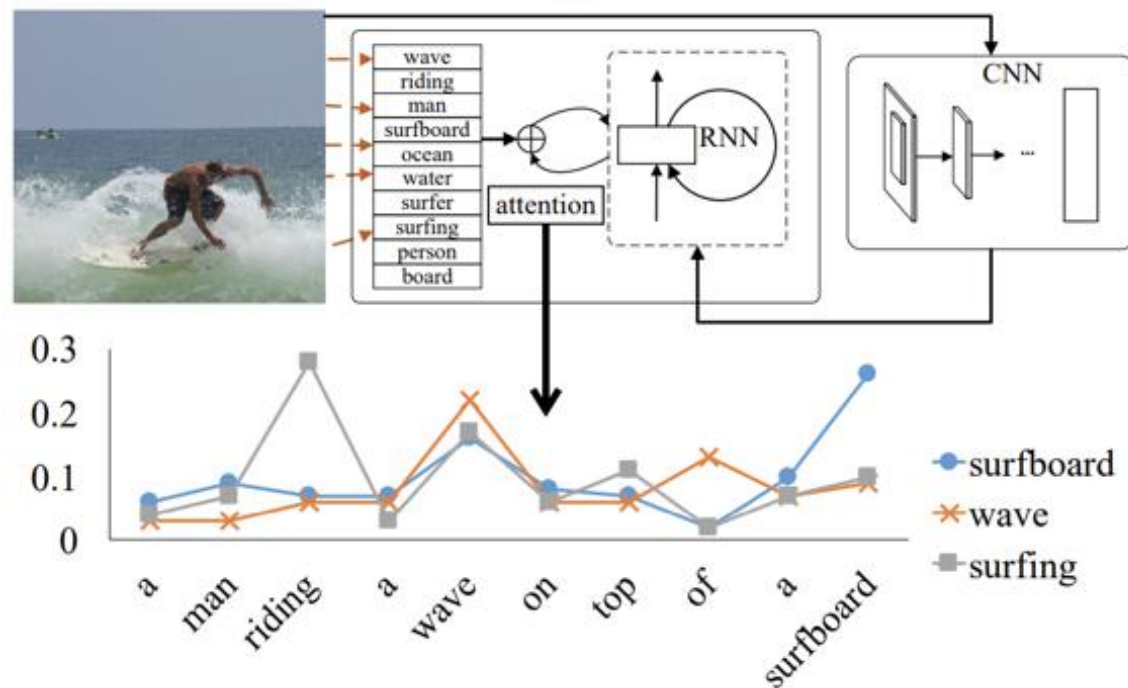 wave
riding
man
surfboard
ocean
water
surfer
surfing
person
board
attention
RNN
CNN
...
0.3
0.2
0.1
0
a
man
riding
a
wave
on
top
of
a
surfboard
surfboard
wave
surfing